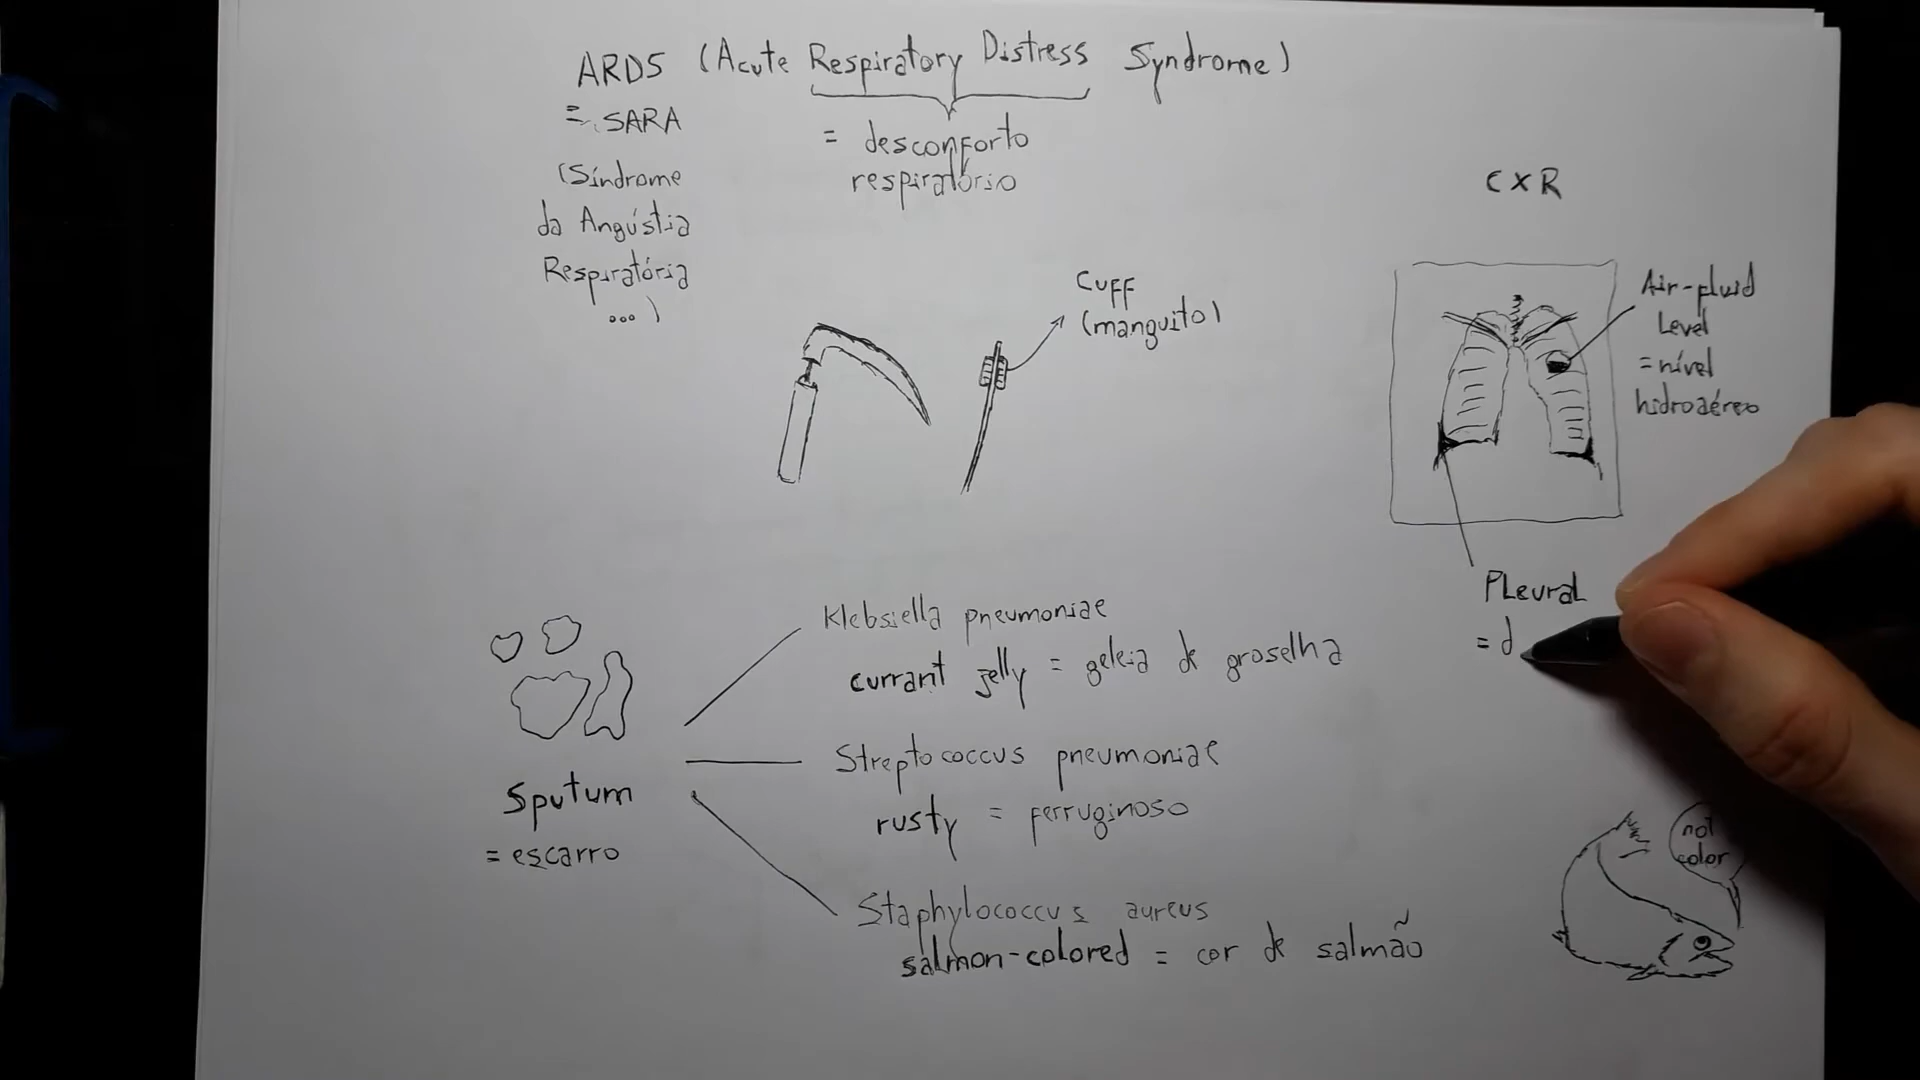 ARDS (Acute Respiratory Distress Syndrome)
= SARA
(Síndrome
da Angústia
Respiratória
... )
= desconforto
respiratório
Cuff
(manguito)
CXR
Air-fluid
Level
= nível
hidroaéreo
Pleural
= d
Sputum
= escarro
Klebsiella pneumoniae
currant jelly = geleia de groselha
Streptococcus pneumoniae
rusty = ferruginoso
Staphylococcus aureus
salmon-colored = cor de salmão
not
color